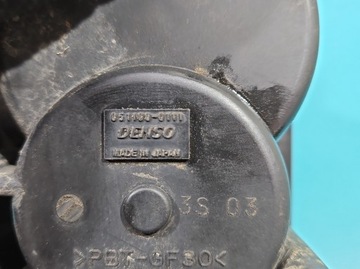 DENSO
MADE IN JAPAN
3S 03
>PBT-GF30<